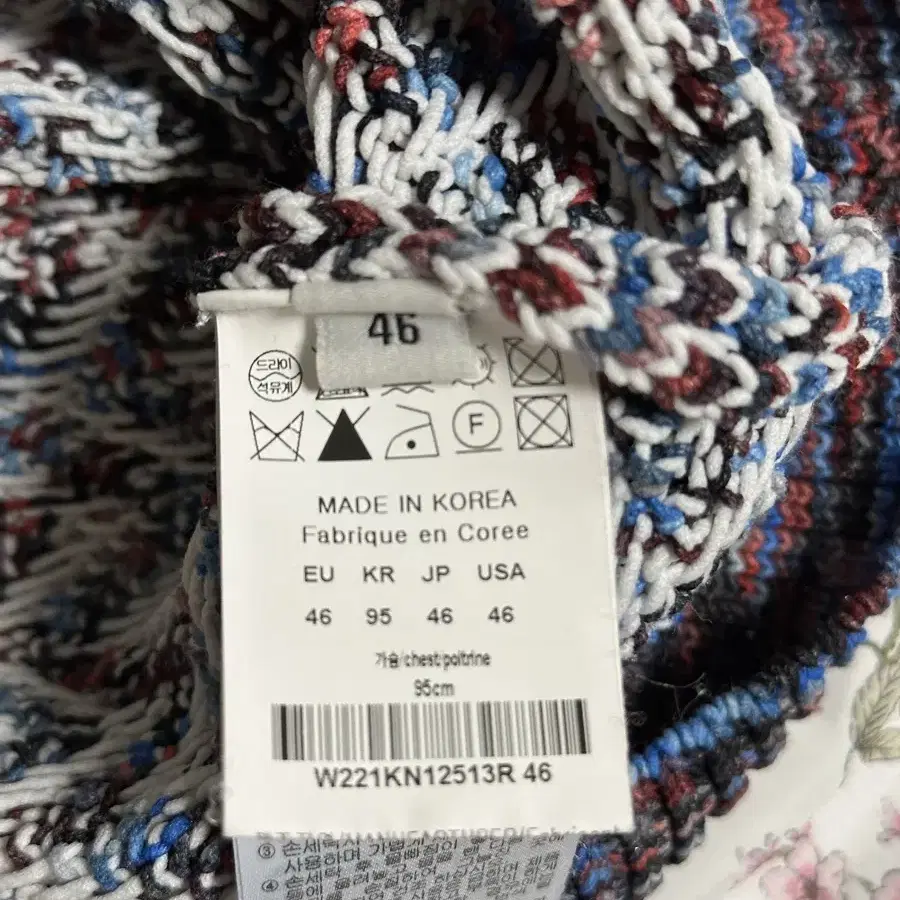 46
드라이
석유계
F
MADE IN KOREA
Fabrique en Coree
EU KR JP USA
46 95 46 46
가슴/chest/poitrine
95cm
W221KN12513R 46
사용하며 가볍게
④ 손세탁 후